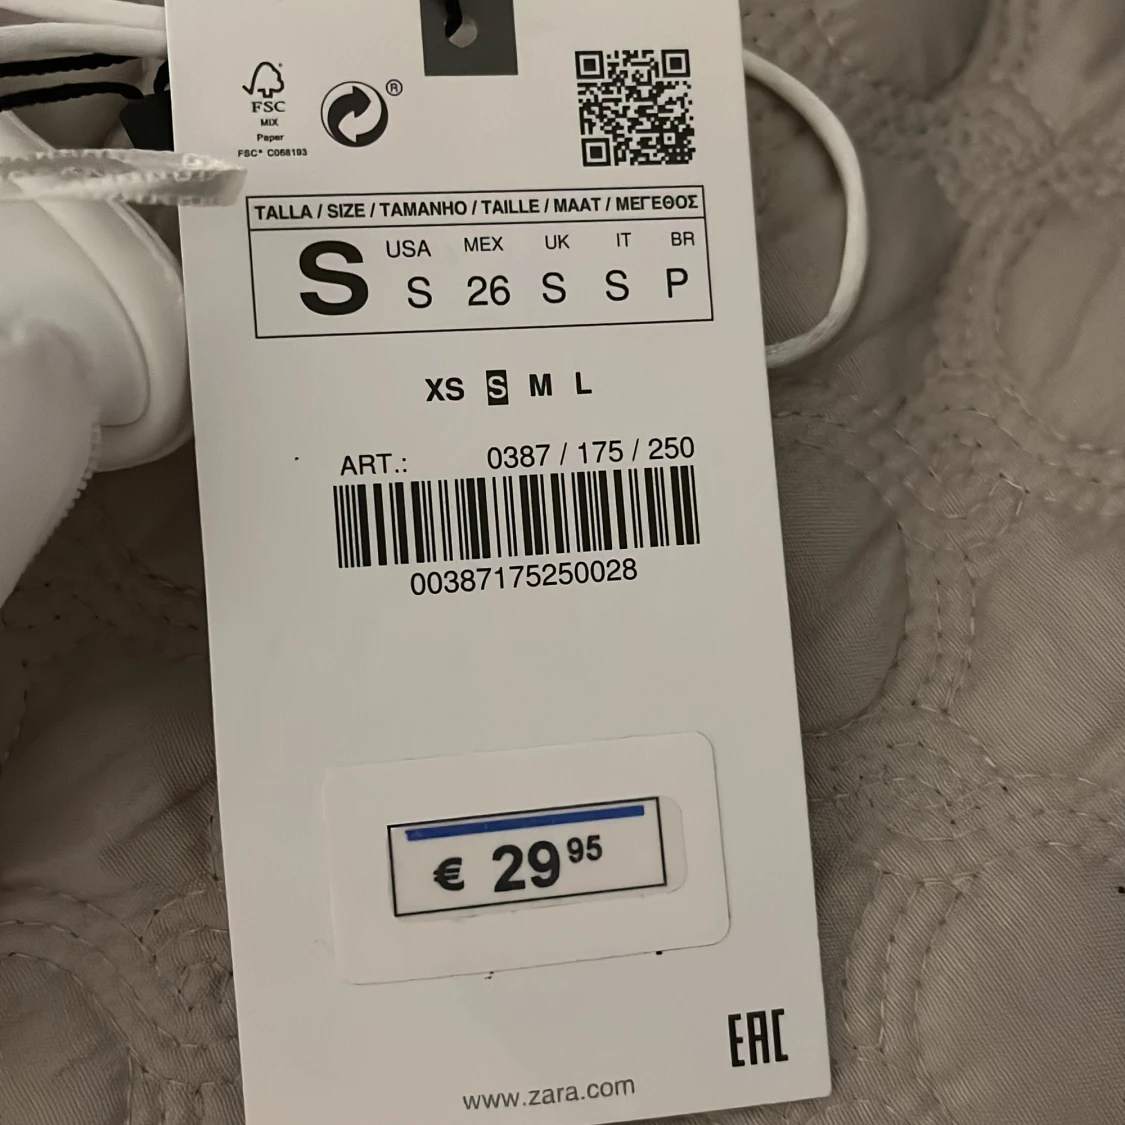 FSC
MIX
Paper
FSC® C068193
®
TALLA / SIZE / TAMANHO / TAILLE / MAAT / ΜΕΓΕΘΟΣ
S
USA MEX UK IT BR
S 26 S S P
XS S M L
ART.: 0387 / 175 / 250
00387175250028
€ 29 95
EAC
www.zara.com